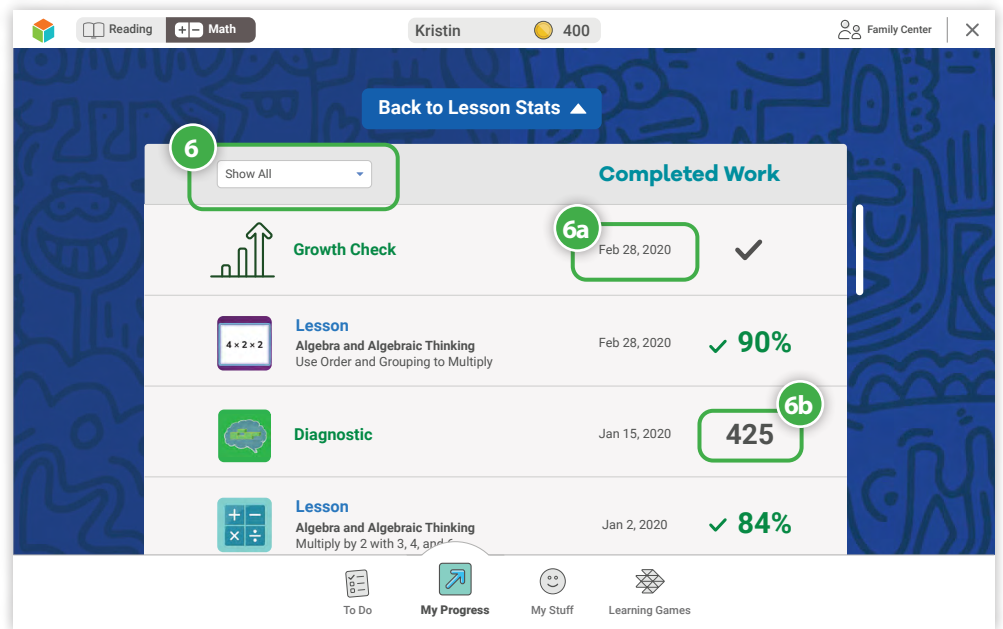 Reading
+ − Math
Kristin
400
Family Center
Back to Lesson Stats
6
Show All
Completed Work
6a
Growth Check
Feb 28, 2020
4 × 2 × 2
Lesson
Algebra and Algebraic Thinking
Use Order and Grouping to Multiply
Feb 28, 2020
90%
6b
Diagnostic
Jan 15, 2020
425
+ −
× ÷
Lesson
Algebra and Algebraic Thinking
Multiply by 2 with 3, 4, and
Jan 2, 2020
84%
To Do
My Progress
My Stuff
Learning Games